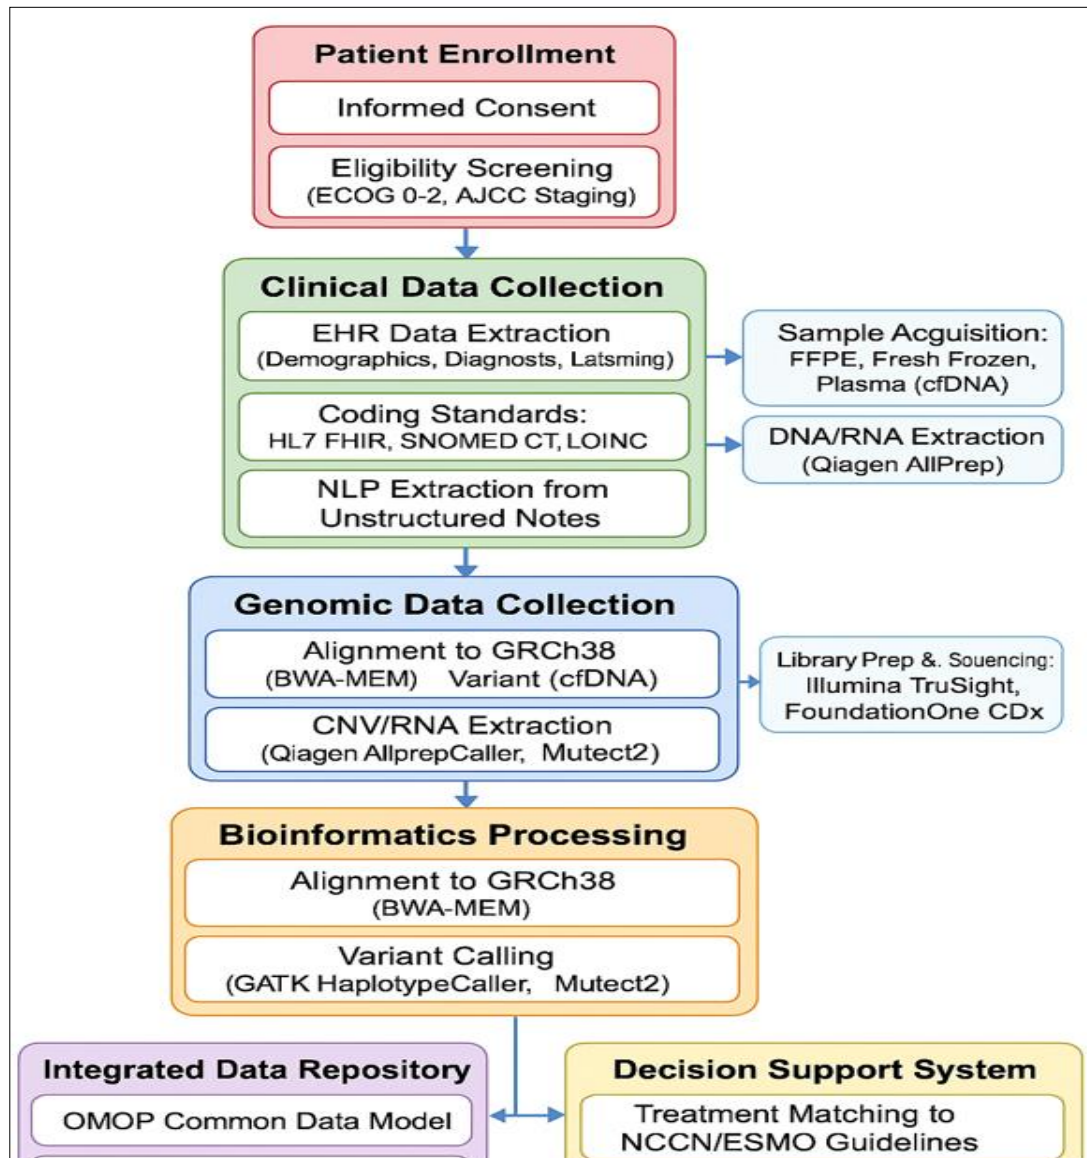 Patient Enrollment
Informed Consent
Eligibility Screening
(ECOG 0-2, AJCC Staging)
Clinical Data Collection
EHR Data Extraction
(Demographics, Diagnosts, Latsming)
Coding Standards:
HL7 FHIR, SNOMED CT, LOINC
NLP Extraction from
Unstructured Notes
Sample Acquisition:
FFPE, Fresh Frozen,
Plasma (cfDNA)
DNA/RNA Extraction
(Qiagen AllPrep)
Genomic Data Collection
Alignment to GRCh38
(BWA-MEM) Variant (cfDNA)
CNV/RNA Extraction
(Qiagen AllprepCaller, Mutect2)
Library Prep &. Souencing:
Illumina TruSight,
FoundationOne CDx
Bioinformatics Processing
Alignment to GRCh38
(BWA-MEM)
Variant Calling
(GATK HaplotypeCaller, Mutect2)
Integrated Data Repository
OMOP Common Data Model
Decision Support System
Treatment Matching to
NCCN/ESMO Guidelines